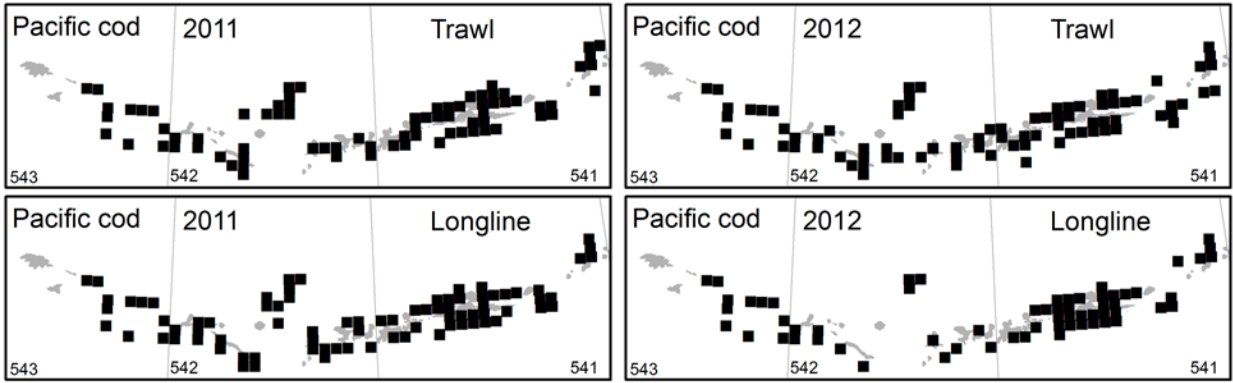 Pacific cod 2011 Trawl
543 542 541
Pacific cod 2012 Trawl
543 542 541
Pacific cod 2011 Longline
543 542 541
Pacific cod 2012 Longline
543 542 541